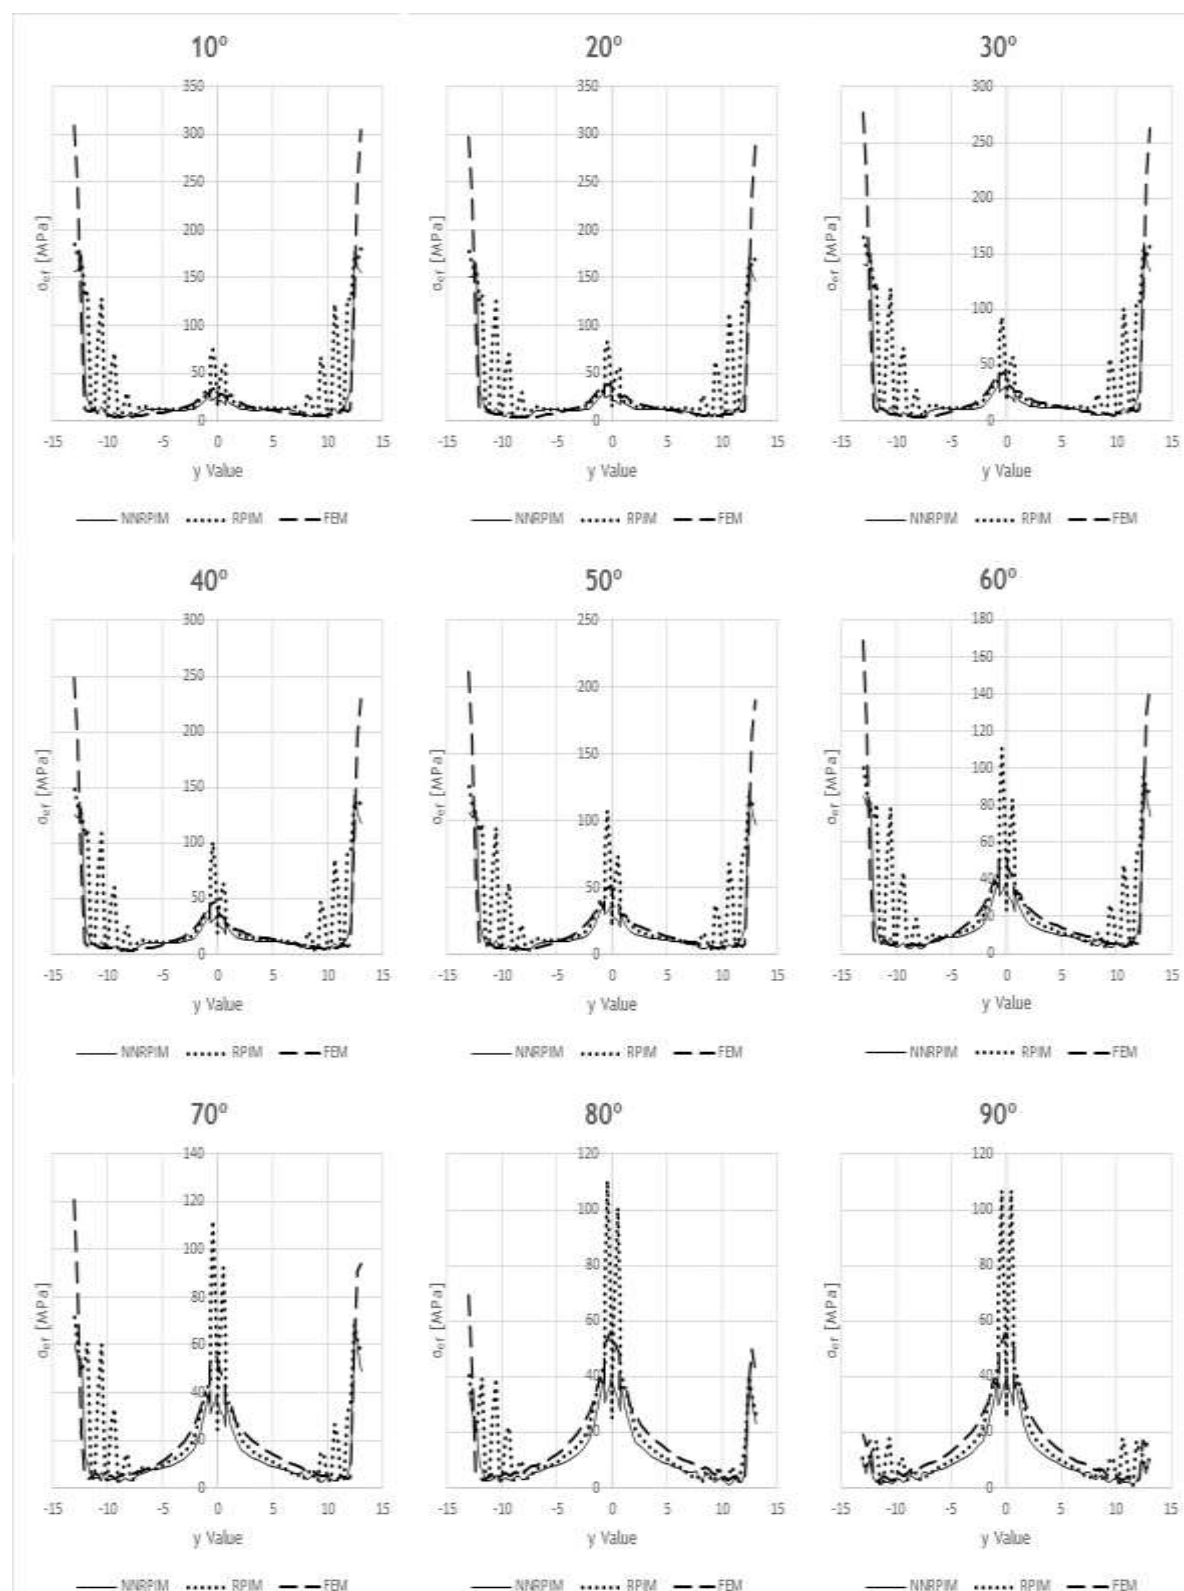 10º 20º 30º
350 350 300
300 300 250
250 250 200
200 200 150
150 150 100
100 100 50
50 50 0
0 0
σef [MPa] σef [MPa] σef [MPa]
-15 -10 -5 0 5 10 15 -15 -10 -5 0 5 10 15 -15 -10 -5 0 5 10 15
y Value y Value y Value
NNRPIM RPIM FEM NNRPIM RPIM FEM NNRPIM RPIM FEM
40º 50º 60º
300 250 180
250 200 160
200 150 140
150 100 120
100 50 100
50 0 80
0 60
40
20
0
σef [MPa] σef [MPa] σef [MPa]
-15 -10 -5 0 5 10 15 -15 -10 -5 0 5 10 15 -15 -10 -5 0 5 10 15
y Value y Value y Value
NNRPIM RPIM FEM NNRPIM RPIM FEM NNRPIM RPIM FEM
70º 80º 90º
140 120 120
120 100 100
100 80 80
80 60 60
60 40 40
40 20 20
20 0 0
0
σef [MPa] σef [MPa] σef [MPa]
-15 -10 -5 0 5 10 15 -15 -10 -5 0 5 10 15 -15 -10 -5 0 5 10 15
y Value y Value y Value
NNRPIM RPIM FEM NNRPIM RPIM FEM NNRPIM RPIM FEM